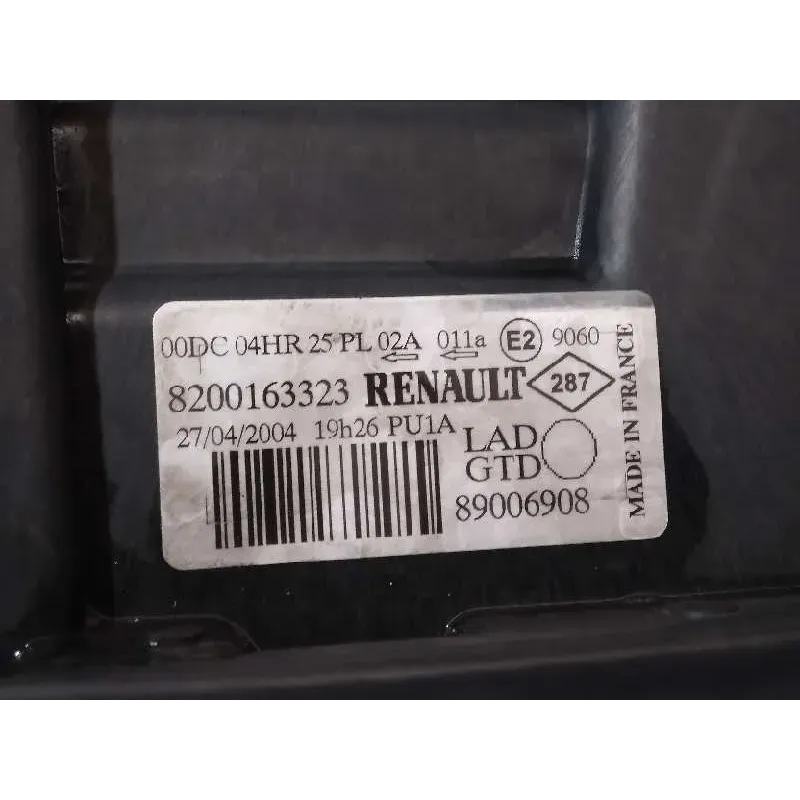 00DC 04HR 25 PL 02A 011a E2 9060
8200163323 RENAULT 287
27/04/2004 19h26 PU1A LAD
GTD
89006908
MADE IN FRANCE